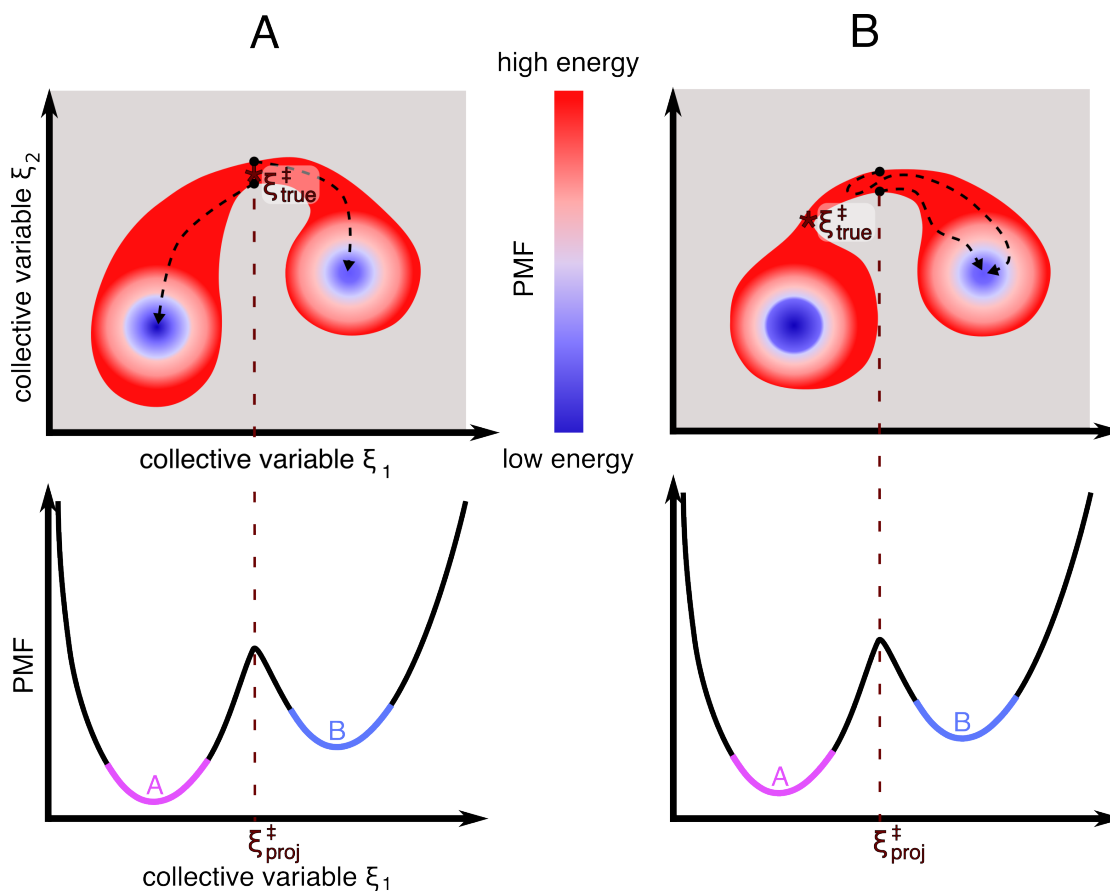 A
B
high energy
collective variable ξ2
ξ‡true
ξ‡true
PMF
low energy
collective variable ξ1
PMF
A
B
A
B
ξ‡proj
ξ‡proj
collective variable ξ1